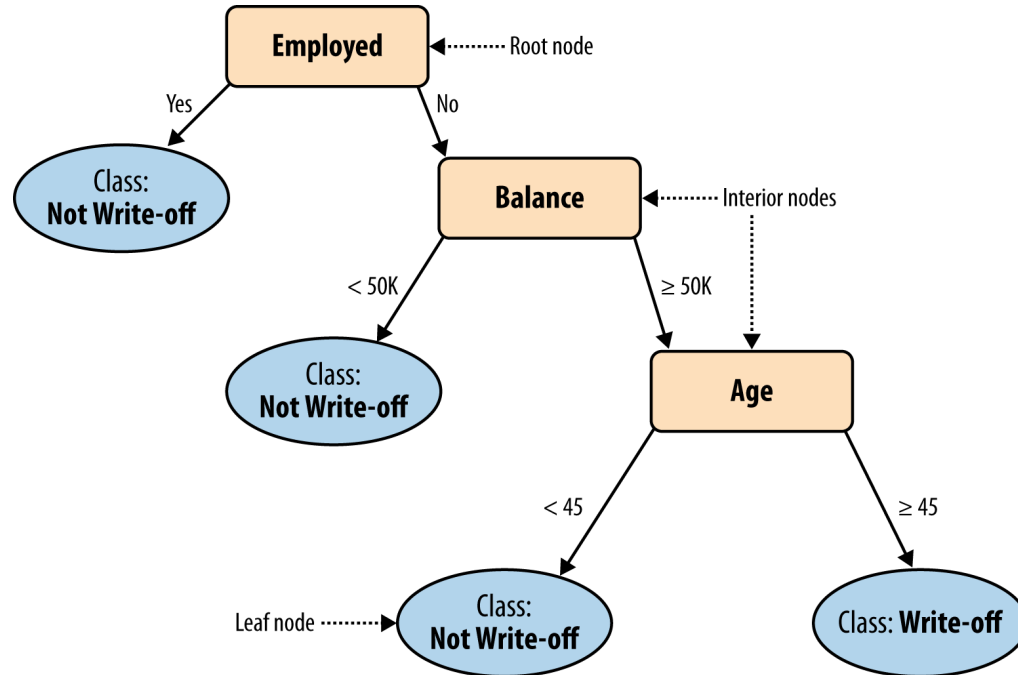 Employed
Root node
Yes
No
Class:
Not Write-off
Balance
Interior nodes
< 50K
≥ 50K
Class:
Not Write-off
Age
< 45
≥ 45
Leaf node
Class:
Not Write-off
Class: Write-off